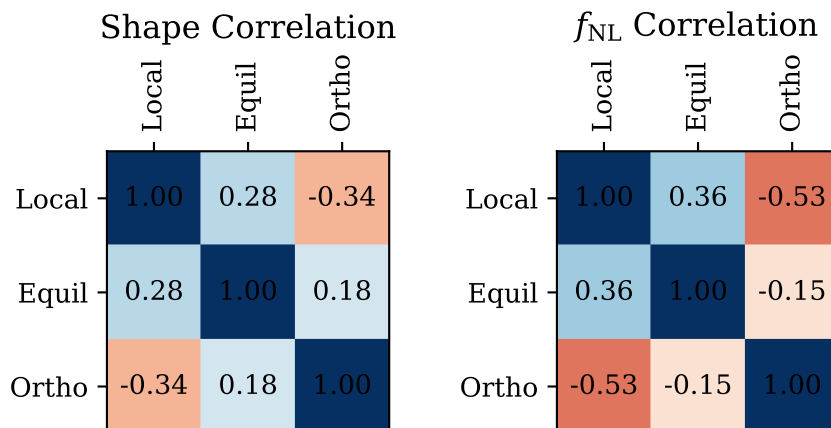 Shape Correlation
Local Equil Ortho
Local 1.00 0.28 -0.34
Equil 0.28 1.00 0.18
Ortho -0.34 0.18 1.00
f_NL Correlation
Local Equil Ortho
Local 1.00 0.36 -0.53
Equil 0.36 1.00 -0.15
Ortho -0.53 -0.15 1.00